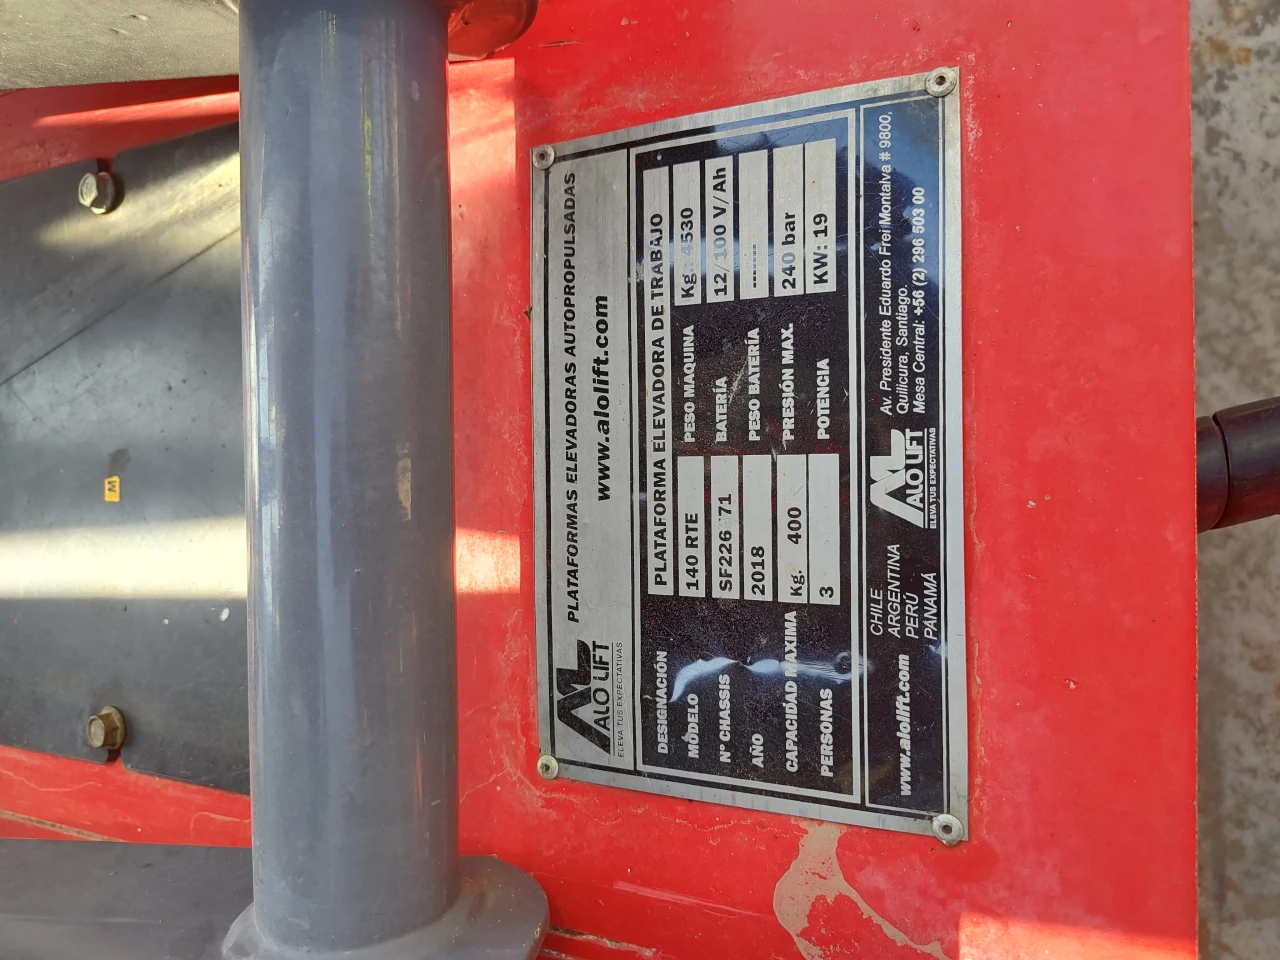 ALO LIFT
ELEVA TUS EXPECTATIVAS
PLATAFORMAS ELEVADORAS AUTOPROPULSADAS
www.alolift.com
DESIGNACIÓN PLATAFORMA ELEVADORA DE TRABAJO
MODELO 140 RTE PESO MAQUINA Kg.: 4530
N° CHASSIS BATERÍA 12/100 V/Ah
AÑO 2018 PESO BATERÍA ------
CAPACIDAD MAXIMA Kg. 400 PRESIÓN MAX. 240 bar
PERSONAS 3 POTENCIA KW: 19
www.alolift.com
CHILE
ARGENTINA
PERÚ
PANAMÁ
ALO LIFT
ELEVA TUS EXPECTATIVAS
Av. Presidente Eduardo Frei Montalva # 9800,
Quilicura, Santiago.
Mesa Central: +56 (2) 296 503 00
M